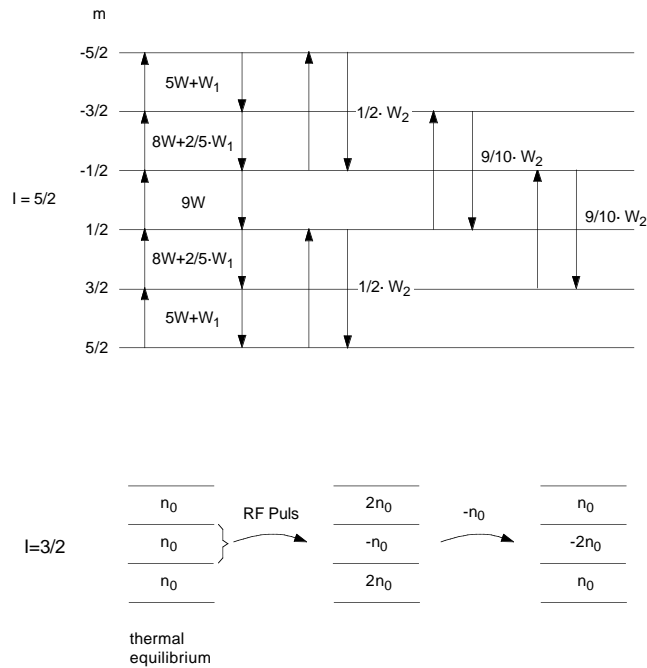 m
-5/2
5W+W₁
-3/2
1/2· W₂
8W+2/5·W₁
9/10· W₂
-1/2
I = 5/2
9W
9/10· W₂
1/2
8W+2/5·W₁
3/2
1/2· W₂
5W+W₁
5/2
n₀
2n₀
n₀
RF Puls
-n₀
I=3/2
n₀
-n₀
-2n₀
n₀
2n₀
n₀
thermal
equilibrium